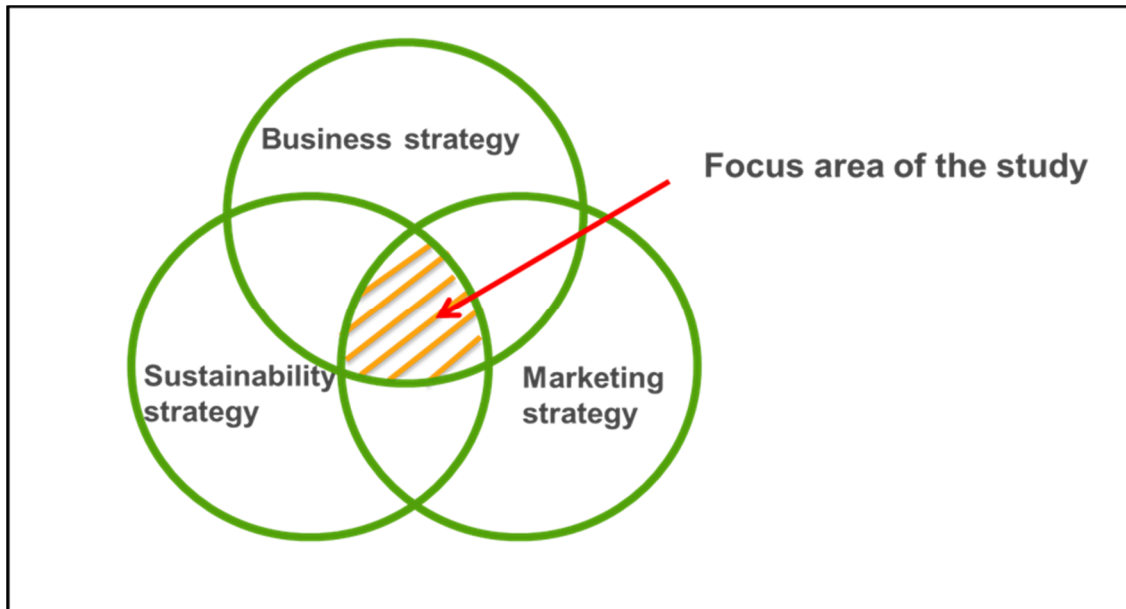 Business strategy
Focus area of the study
Sustainability
strategy
Marketing
strategy